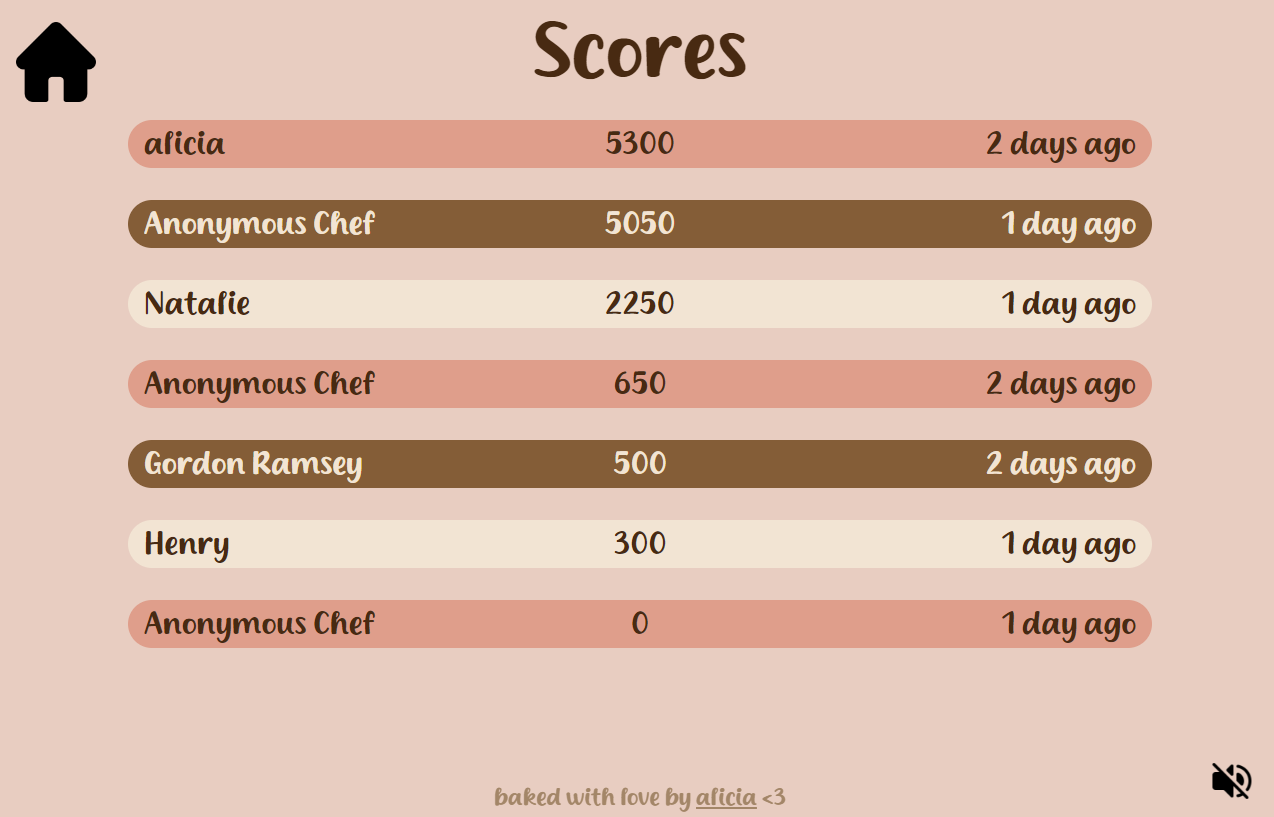 Scores
alicia 5300 2 days ago
Anonymous Chef 5050 1 day ago
Natalie 2250 1 day ago
Anonymous Chef 650 2 days ago
Gordon Ramsey 500 2 days ago
Henry 300 1 day ago
Anonymous Chef 0 1 day ago
baked with love by alicia <3